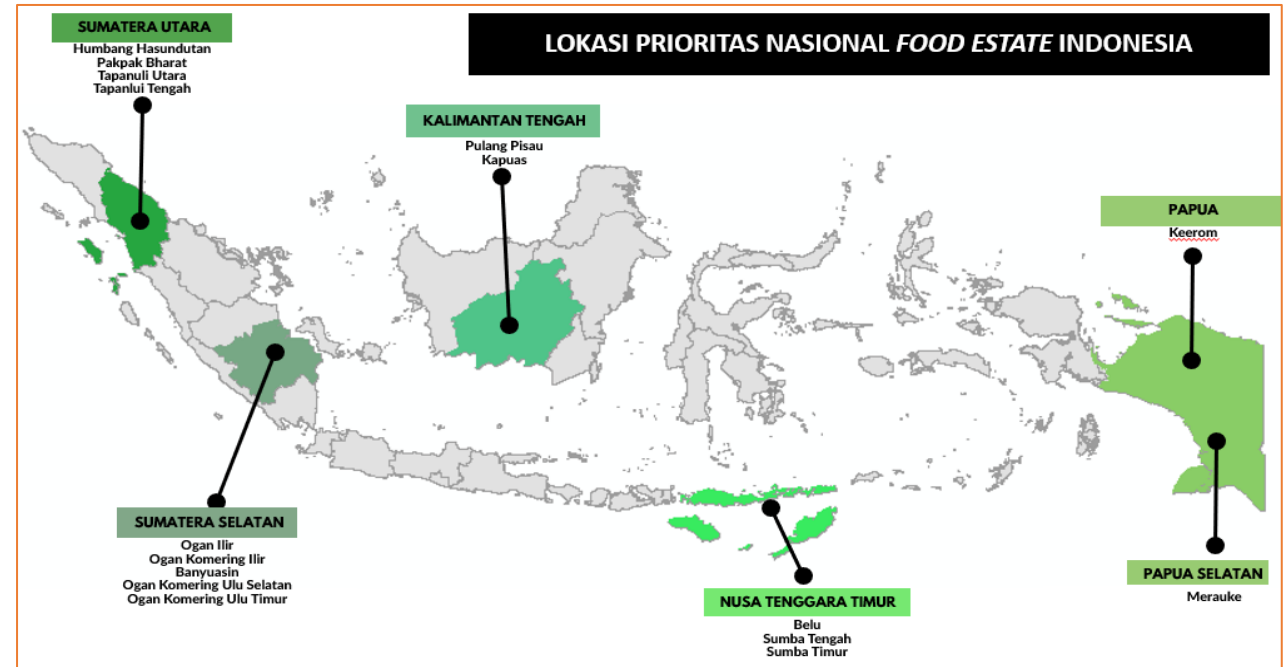 LOKASI PRIORITAS NASIONAL FOOD ESTATE INDONESIA
SUMATERA UTARA
Humbang Hasundutan
Pakpak Bharat
Tapanuli Utara
Tapanlui Tengah
KALIMANTAN TENGAH
Pulang Pisau
Kapuas
PAPUA
Keerom
SUMATERA SELATAN
Ogan Ilir
Ogan Komering Ilir
Banyuasin
Ogan Komering Ulu Selatan
Ogan Komering Ulu Timur
NUSA TENGGARA TIMUR
Belu
Sumba Tengah
Sumba Timur
PAPUA SELATAN
Merauke